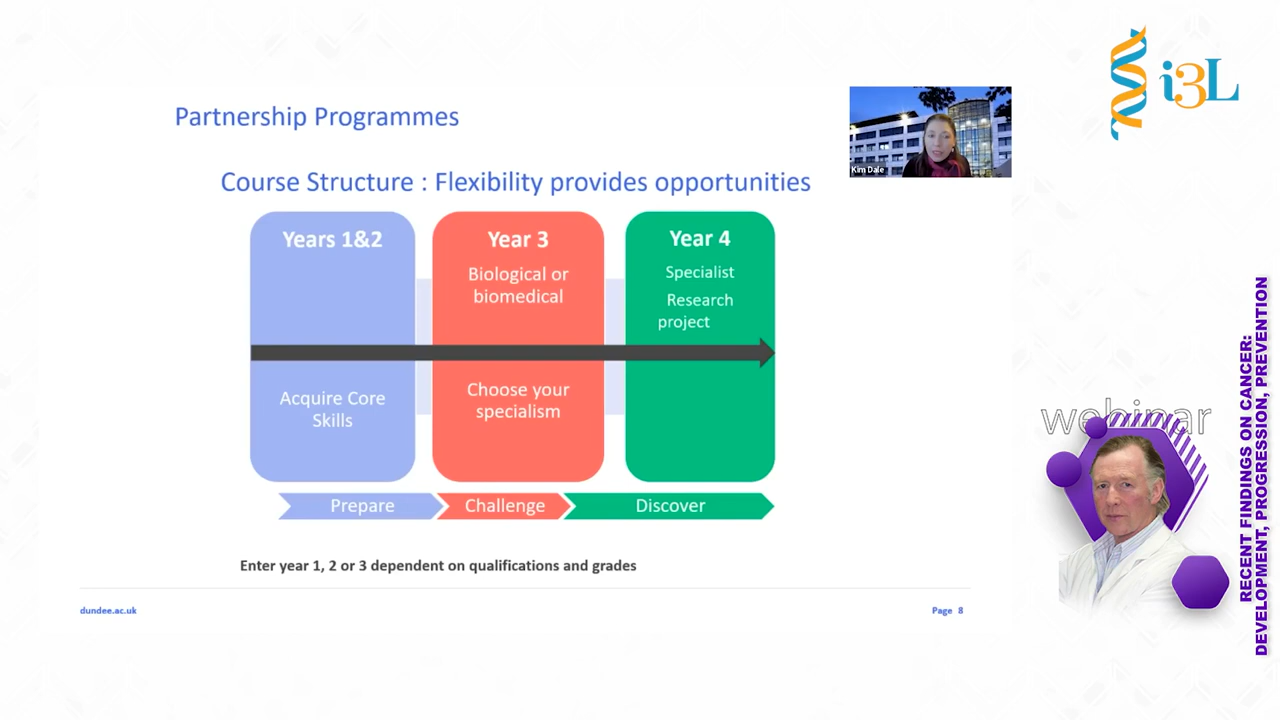 Partnership Programmes
i3L
Kim Dale
Course Structure : Flexibility provides opportunities
Years 1&2
Acquire Core
Skills
Year 3
Biological or
biomedical
Choose your
specialism
Year 4
Specialist
Research
project
Prepare
Challenge
Discover
Enter year 1, 2 or 3 dependent on qualifications and grades
dundee.ac.uk
Page 8
webinar
RECENT FINDINGS ON CANCER:
DEVELOPMENT, PROGRESSION, PREVENTION